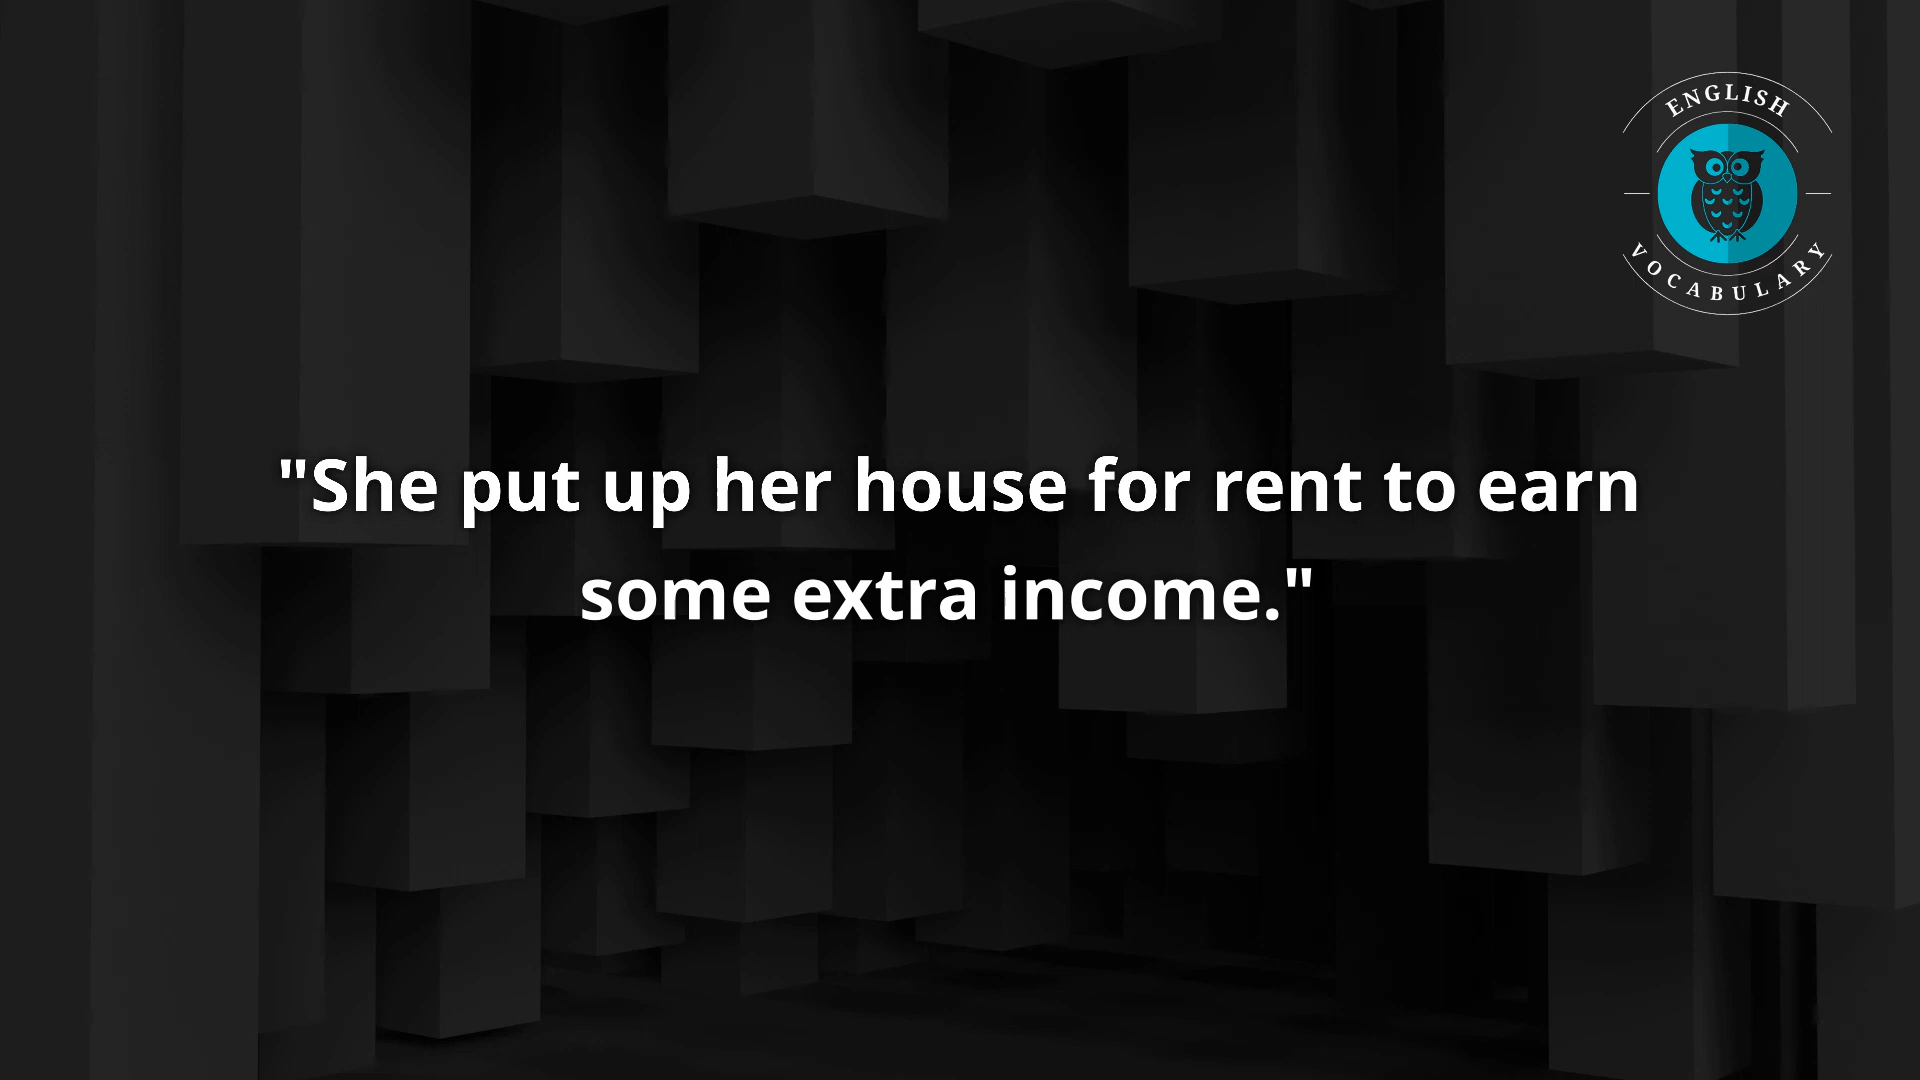 ENGLISH
VOCABULARY
"She put up her house for rent to earn
some extra income."